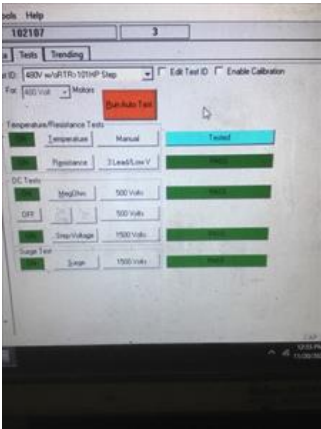 ools Help
102107 3
Tests Trending
t ID: 480V w/oRTR>101HP Step Edit Test ID Enable Calibration
For: 400 Volt Motors
Run Auto Test
Temperature/Resistance Tests
ON Temperature Manual Tested
ON Resistance 3 Lead/Low V PASS
DC Tests
ON MegOhm 500 Volts PASS
OFF 500 Volts
ON Step Voltage 1500 Volts PASS
Surge Test
ON Surge 1500 Volts PASS
CAP